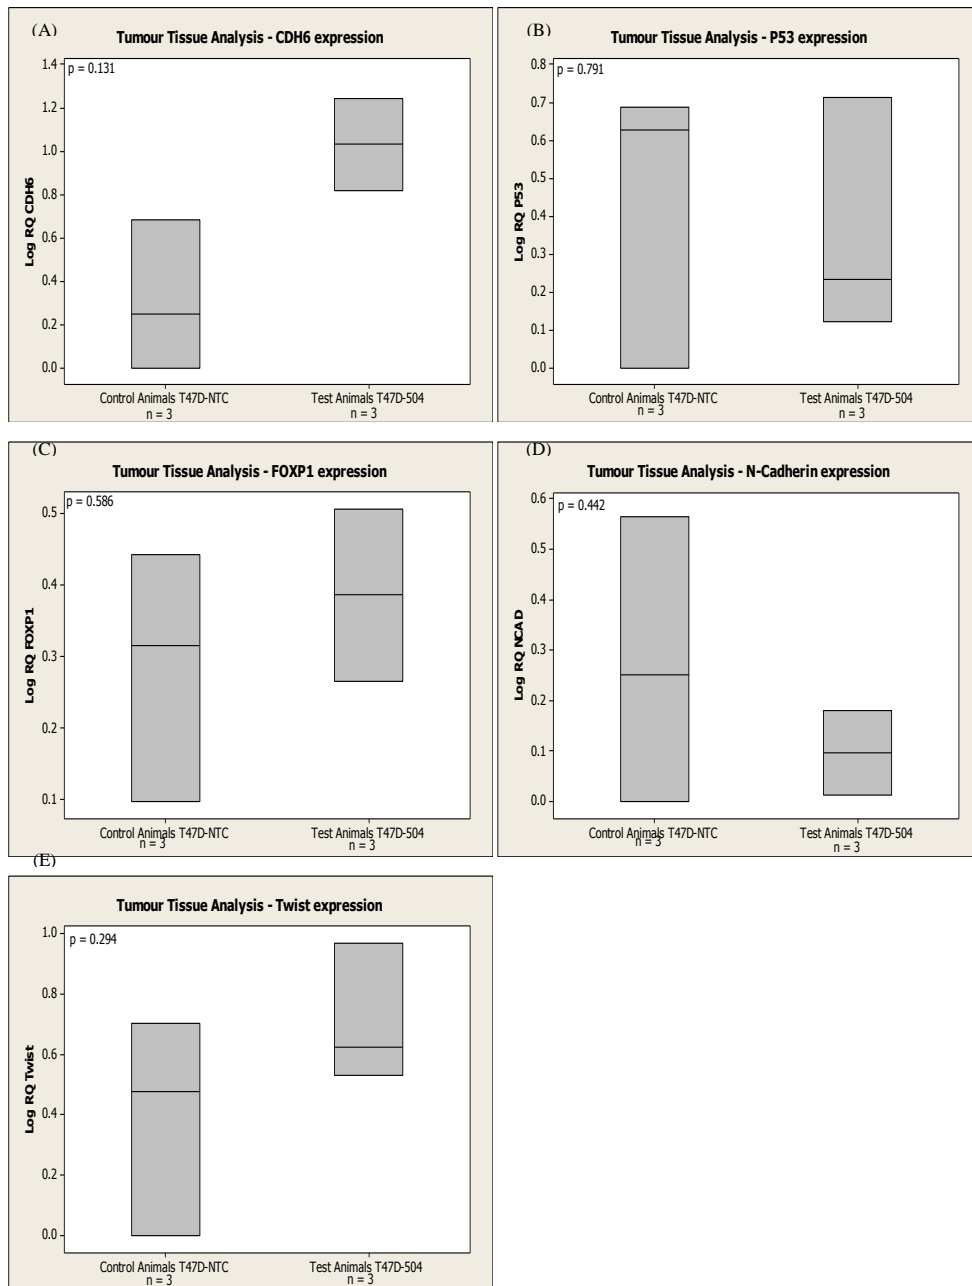 (A)
Tumour Tissue Analysis - CDH6 expression
p = 0.131
Log RQ CDH6
1.4
1.2
1.0
0.8
0.6
0.4
0.2
0.0
Control Animals T47D-NTC
n = 3
Test Animals T47D-504
n = 3
(B)
Tumour Tissue Analysis - P53 expression
p = 0.791
Log RQ P53
0.8
0.7
0.6
0.5
0.4
0.3
0.2
0.1
0.0
Control Animals T47D-NTC
n = 3
Test Animals T47D-504
n = 3
(C)
Tumour Tissue Analysis - FOXP1 expression
p = 0.586
Log RQ FOXP1
0.5
0.4
0.3
0.2
0.1
Control Animals T47D-NTC
n = 3
Test Animals T47D-504
n = 3
(D)
Tumour Tissue Analysis - N-Cadherin expression
p = 0.442
Log RQ NCAD
0.6
0.5
0.4
0.3
0.2
0.1
0.0
Control Animals T47D-NTC
n = 3
Test Animals T47D-504
n = 3
(E)
Tumour Tissue Analysis - Twist expression
p = 0.294
Log RQ Twist
1.0
0.8
0.6
0.4
0.2
0.0
Control Animals T47D-NTC
n = 3
Test Animals T47D-504
n = 3